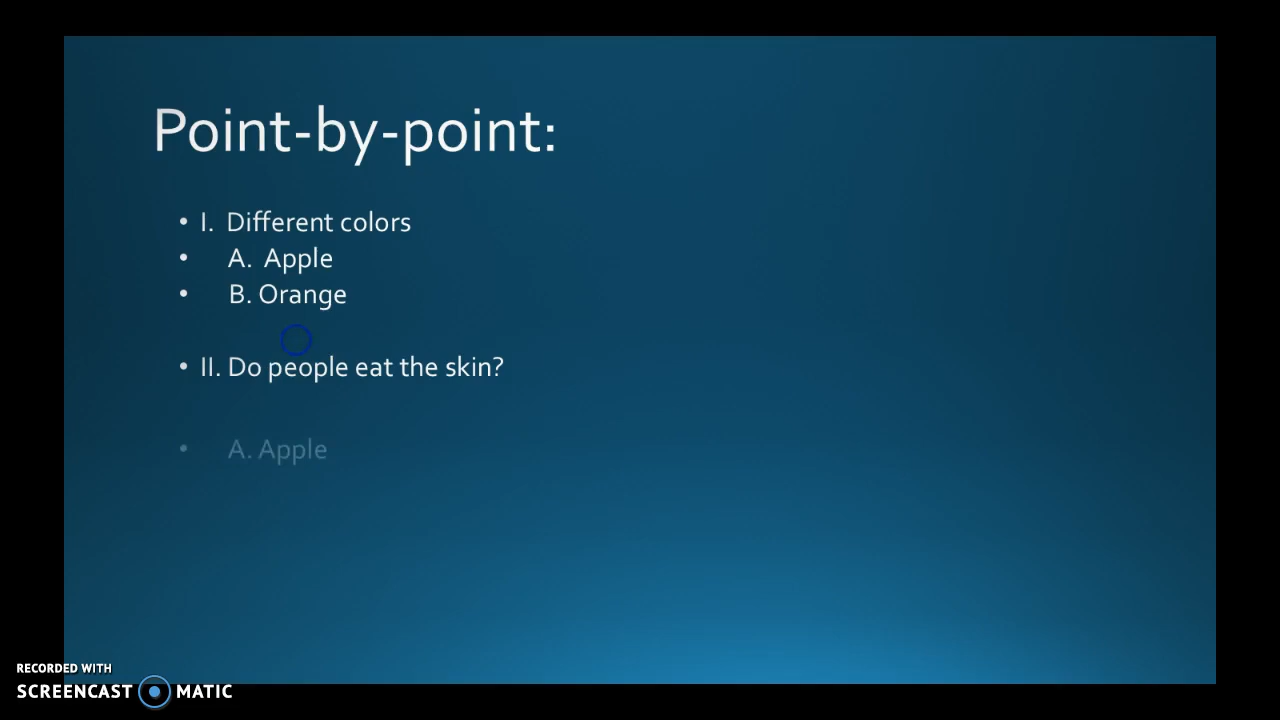 Point-by-point:
• I. Different colors
• A. Apple
• B. Orange
• II. Do people eat the skin?
• A. Apple
RECORDED WITH
SCREENCAST MATIC